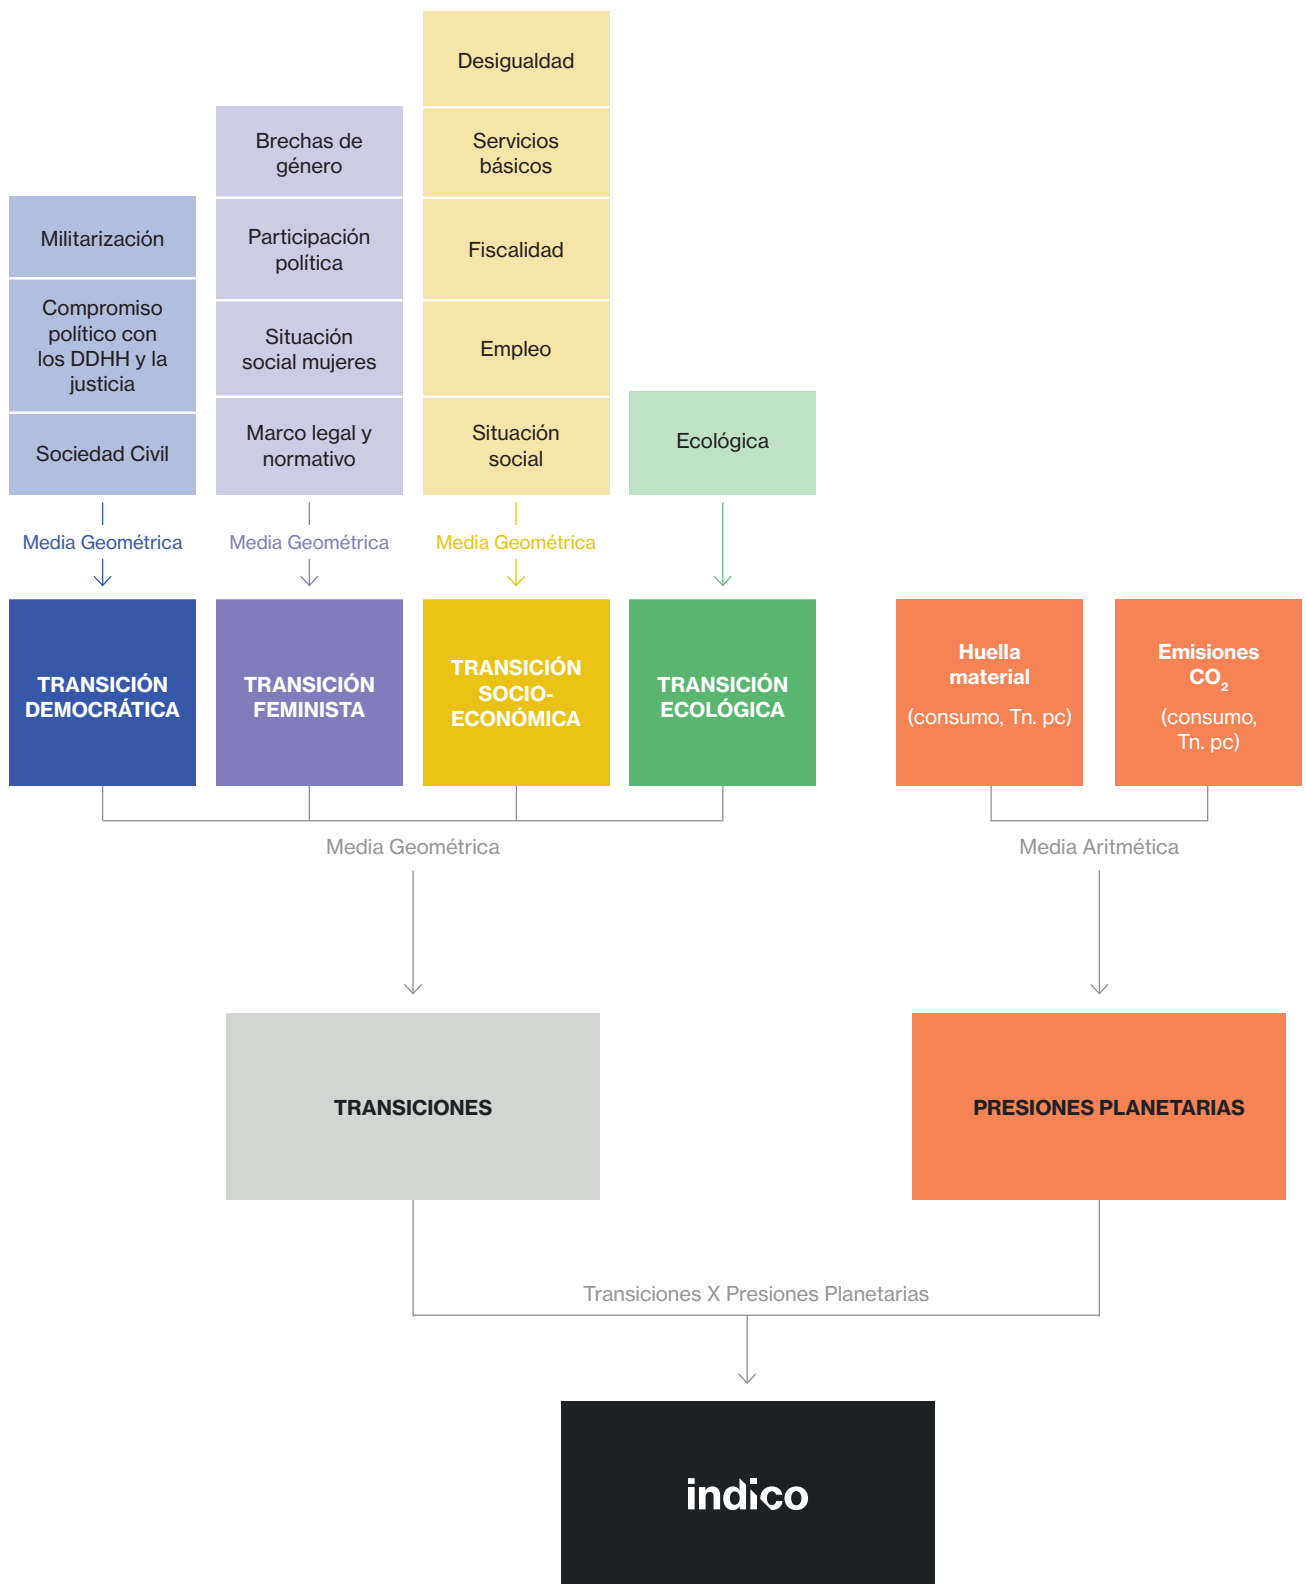 Desigualdad
Servicios
básicos
Fiscalidad
Empleo
Situación
social
Brechas de
género
Participación
política
Situación
social mujeres
Marco legal y
normativo
Militarización
Compromiso
político con
los DDHH y la
justicia
Sociedad Civil
Ecológica
Media Geométrica
Media Geométrica
Media Geométrica
TRANSICIÓN
DEMOCRÁTICA
TRANSICIÓN
FEMINISTA
TRANSICIÓN
SOCIO-
ECONÓMICA
TRANSICIÓN
ECOLÓGICA
Huella
material
(consumo, Tn. pc)
Emisiones
CO₂
(consumo,
Tn. pc)
Media Geométrica
Media Aritmética
TRANSICIONES
PRESIONES PLANETARIAS
Transiciones X Presiones Planetarias
indico